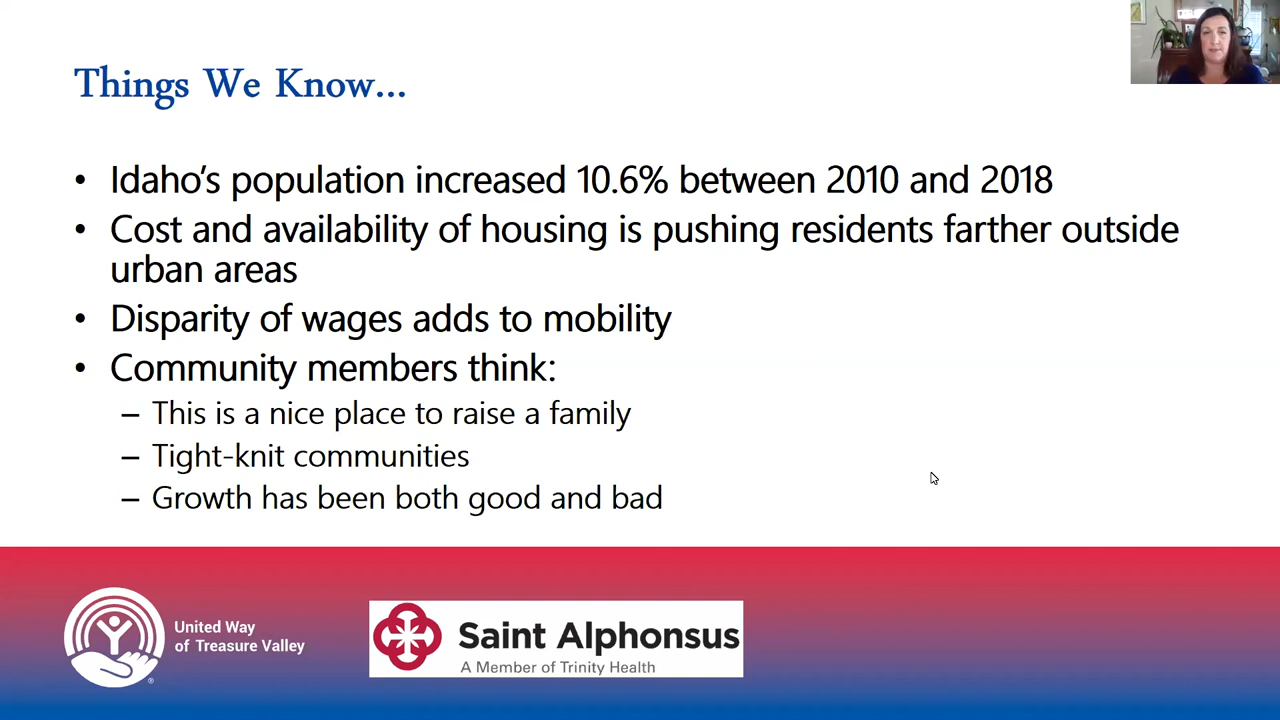 Things We Know...
• Idaho's population increased 10.6% between 2010 and 2018
• Cost and availability of housing is pushing residents farther outside
urban areas
• Disparity of wages adds to mobility
• Community members think:
– This is a nice place to raise a family
– Tight-knit communities
– Growth has been both good and bad
United Way
of Treasure Valley
®
Saint Alphonsus
A Member of Trinity Health